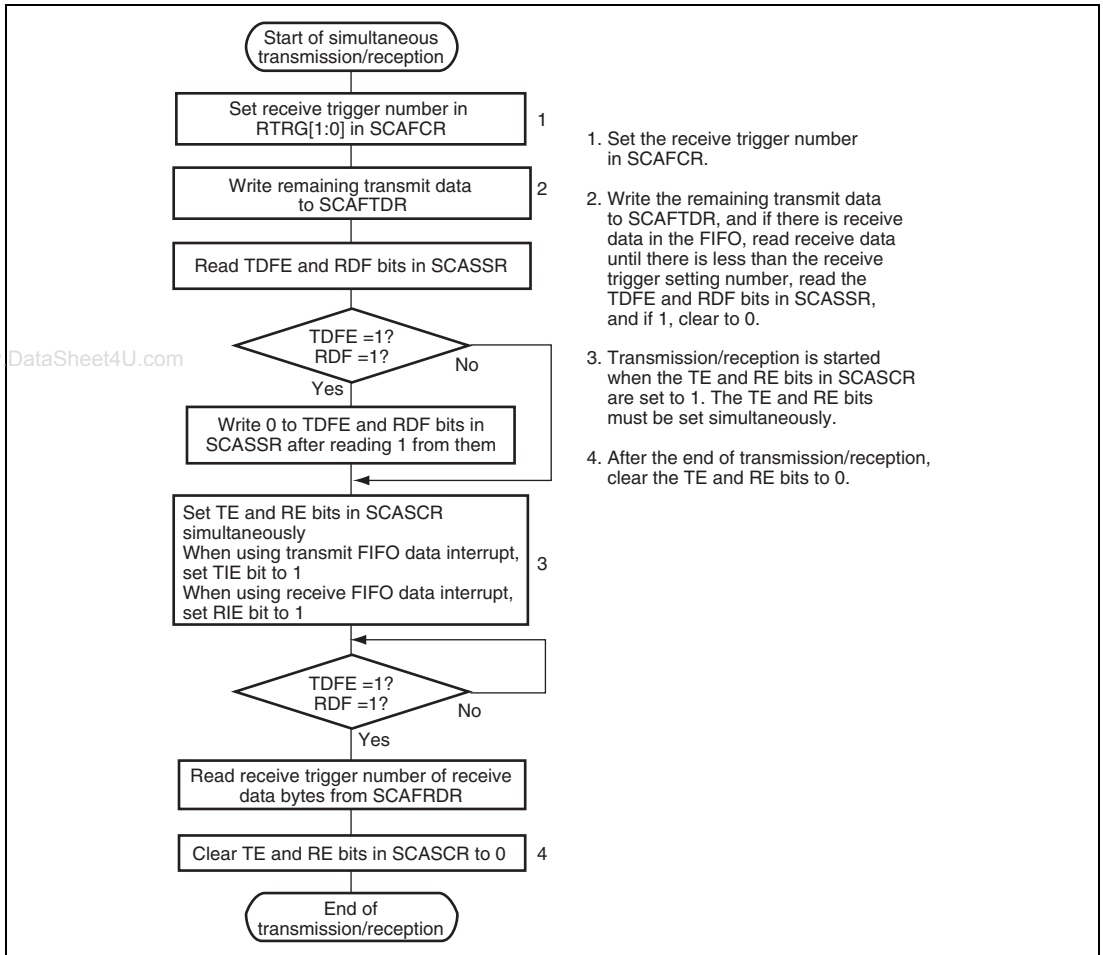 Start of simultaneous
transmission/reception
Set receive trigger number in
RTRG[1:0] in SCAFCR
1
Write remaining transmit data
to SCAFTDR
2
Read TDFE and RDF bits in SCASSR
TDFE =1?
RDF =1?
No
Yes
Write 0 to TDFE and RDF bits in
SCASSR after reading 1 from them
Set TE and RE bits in SCASCR
simultaneously
When using transmit FIFO data interrupt,
set TIE bit to 1
When using receive FIFO data interrupt,
set RIE bit to 1
3
TDFE =1?
RDF =1?
No
Yes
Read receive trigger number of receive
data bytes from SCAFRDR
Clear TE and RE bits in SCASCR to 0
4
End of
transmission/reception
1. Set the receive trigger number
in SCAFCR.
2. Write the remaining transmit data
to SCAFTDR, and if there is receive
data in the FIFO, read receive data
until there is less than the receive
trigger setting number, read the
TDFE and RDF bits in SCASSR,
and if 1, clear to 0.
3. Transmission/reception is started
when the TE and RE bits in SCASCR
are set to 1. The TE and RE bits
must be set simultaneously.
4. After the end of transmission/reception,
clear the TE and RE bits to 0.
.DataSheet4U.com